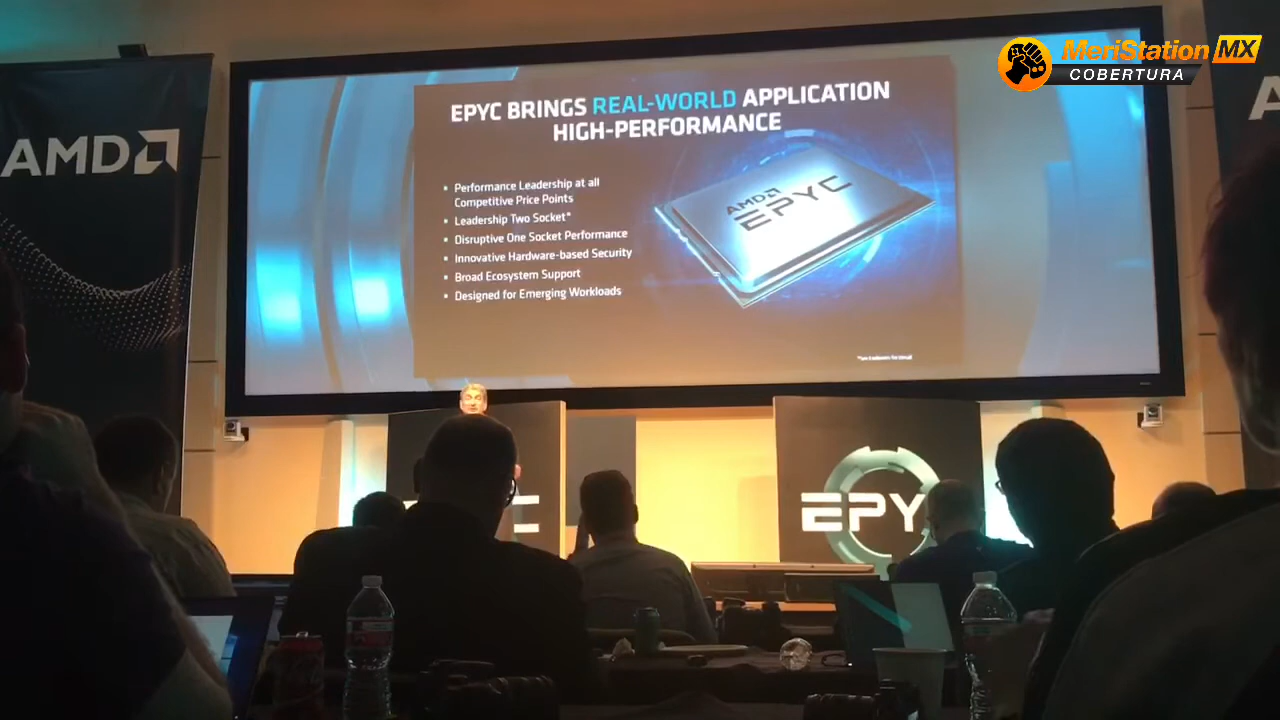 MeriStation MX
COBERTURA
AMD
A
EPYC BRINGS REAL-WORLD APPLICATION
HIGH-PERFORMANCE
▪ Performance Leadership at all
Competitive Price Points
▪ Leadership Two Socket*
▪ Disruptive One Socket Performance
▪ Innovative Hardware-based Security
▪ Broad Ecosystem Support
▪ Designed for Emerging Workloads
AMD
EPYC
C
EPY